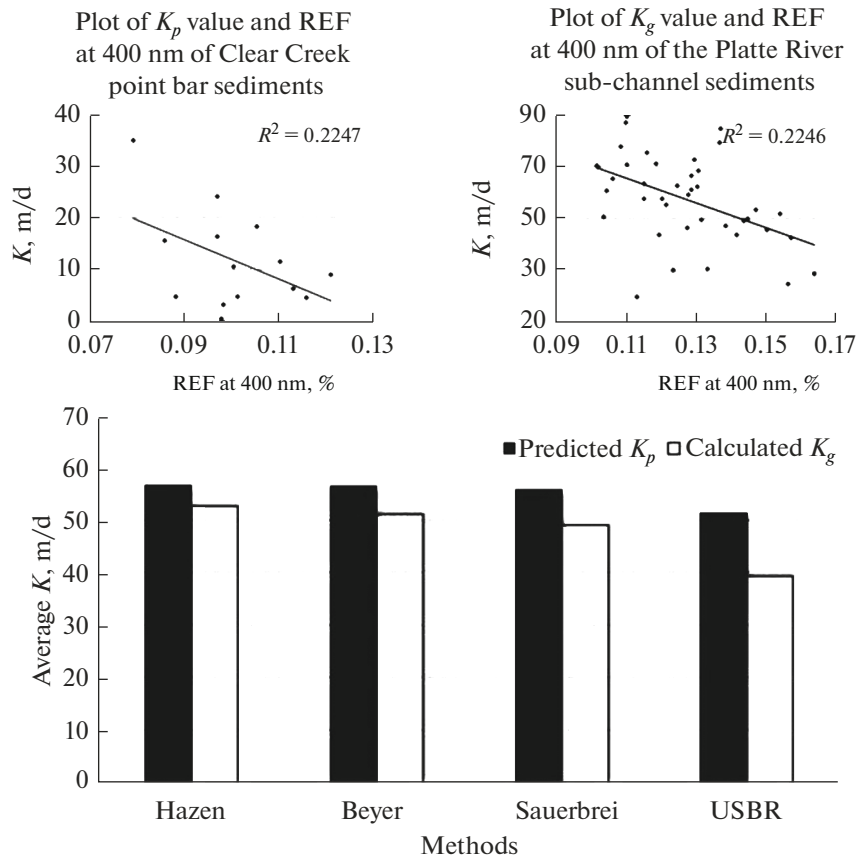 Plot of Kp value and REF
at 400 nm of Clear Creek
point bar sediments
40
30
20
10
0
K, m/d
R² = 0.2247
0.07 0.09 0.11 0.13
REF at 400 nm, %
Plot of Kg value and REF
at 400 nm of the Platte River
sub-channel sediments
90
70
50
30
20
K, m/d
R² = 0.2246
0.09 0.11 0.13 0.15 0.17
REF at 400 nm, %
70
60
50
40
30
20
10
0
Average K, m/d
Predicted Kp Calculated Kg
Hazen Beyer Sauerbrei USBR
Methods